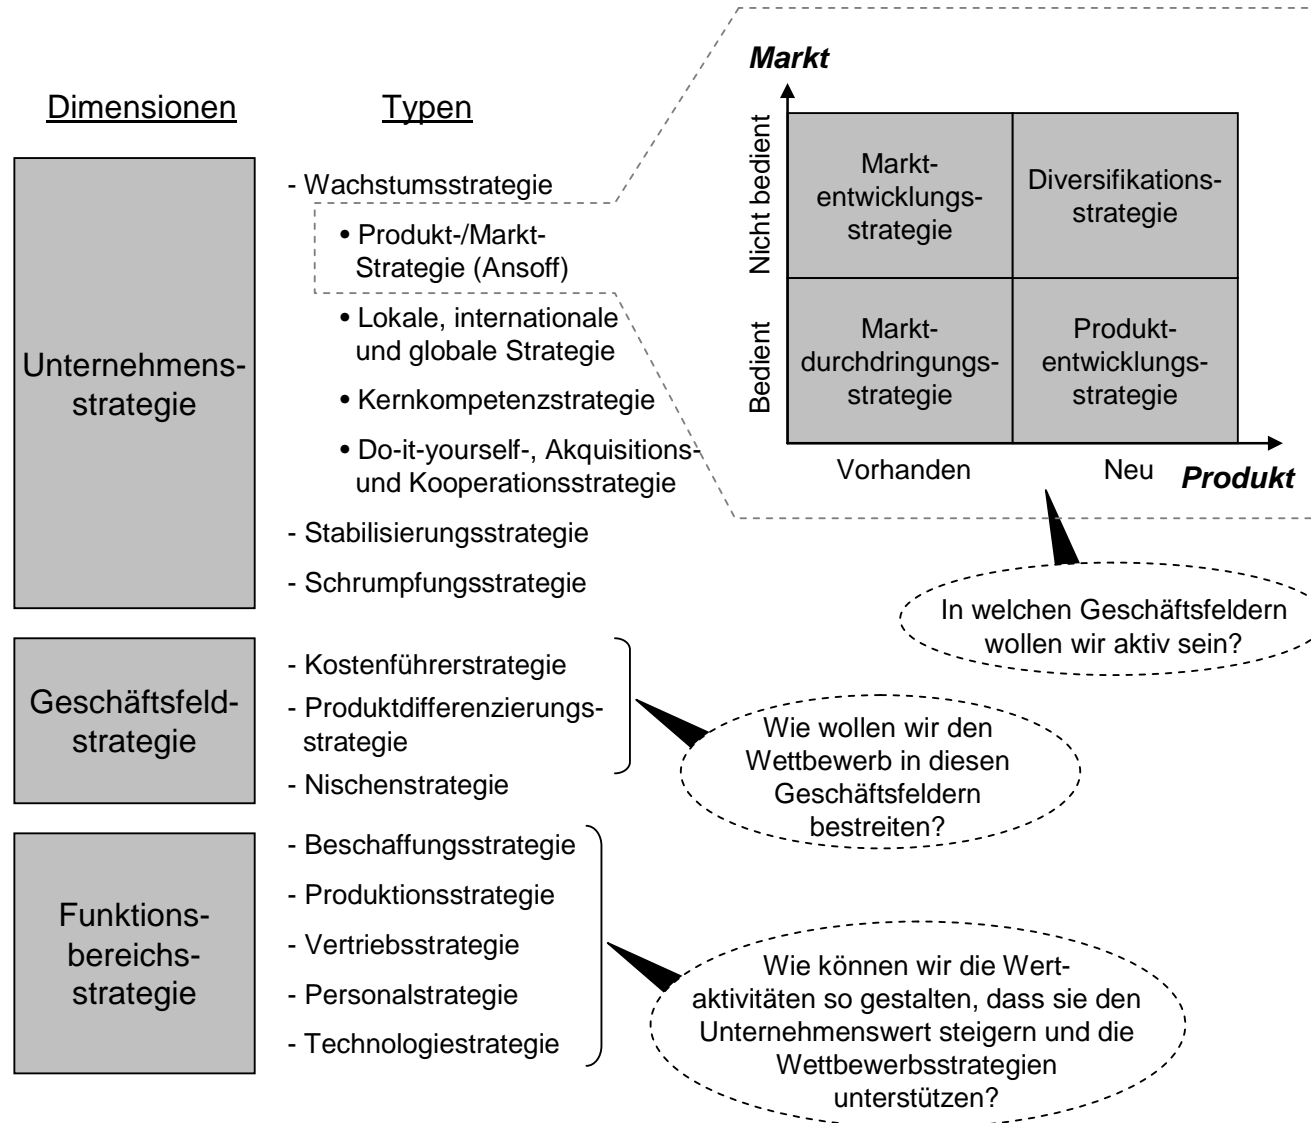 Dimensionen
Typen
Unternehmens-
strategie
- Wachstumsstrategie
• Produkt-/Markt-
Strategie (Ansoff)
• Lokale, internationale
und globale Strategie
• Kernkompetenzstrategie
• Do-it-yourself-, Akquisitions-
und Kooperationsstrategie
- Stabilisierungsstrategie
- Schrumpfungsstrategie
Markt
Nicht bedient
Bedient
Markt-
entwicklungs-
strategie
Diversifikations-
strategie
Markt-
durchdringungs-
strategie
Produkt-
entwicklungs-
strategie
Vorhanden
Neu
Produkt
In welchen Geschäftsfeldern
wollen wir aktiv sein?
Geschäftsfeld-
strategie
- Kostenführerstrategie
- Produktdifferenzierungs-
strategie
- Nischenstrategie
Wie wollen wir den
Wettbewerb in diesen
Geschäftsfeldern
bestreiten?
Funktions-
bereichs-
strategie
- Beschaffungsstrategie
- Produktionsstrategie
- Vertriebsstrategie
- Personalstrategie
- Technologiestrategie
Wie können wir die Wert-
aktivitäten so gestalten, dass sie den
Unternehmenswert steigern und die
Wettbewerbsstrategien
unterstützen?